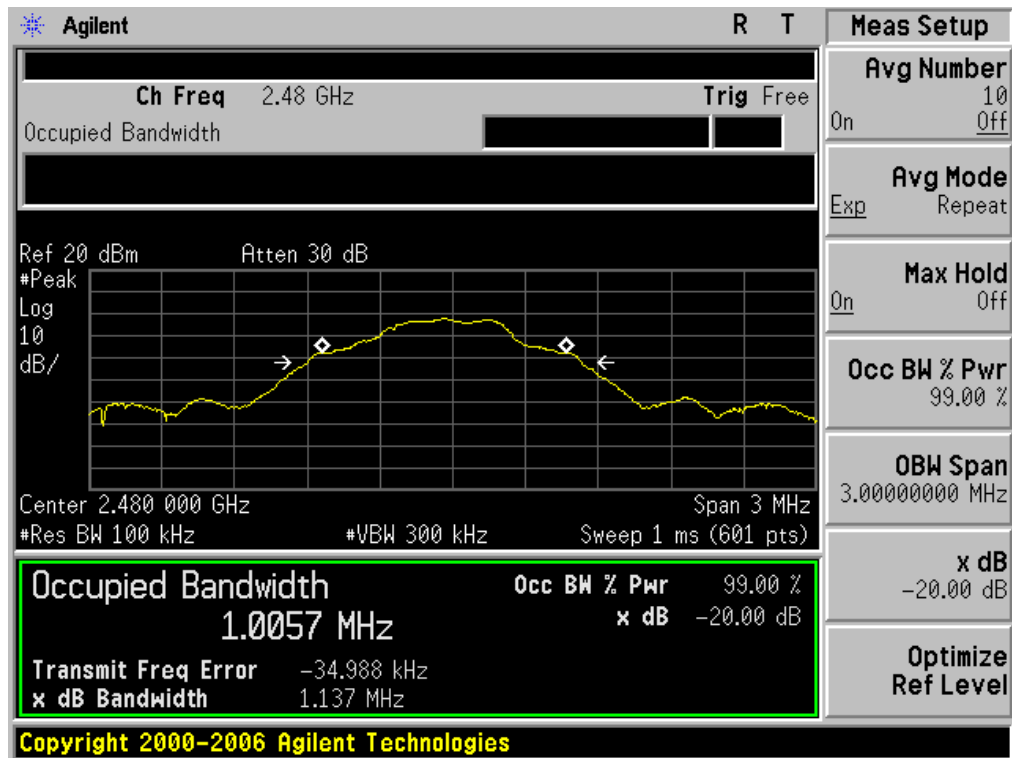 Agilent R T
Ch Freq 2.48 GHz Trig Free
Occupied Bandwidth
Ref 20 dBm Atten 30 dB
#Peak
Log
10
dB/
Center 2.480 000 GHz Span 3 MHz
#Res BW 100 kHz #VBW 300 kHz Sweep 1 ms (601 pts)
Occupied Bandwidth Occ BW % Pwr 99.00 %
1.0057 MHz x dB -20.00 dB
Transmit Freq Error -34.988 kHz
x dB Bandwidth 1.137 MHz
Copyright 2000-2006 Agilent Technologies
Meas Setup
Avg Number
10
On Off
Avg Mode
Exp Repeat
Max Hold
On Off
Occ BW % Pwr
99.00 %
OBW Span
3.00000000 MHz
x dB
-20.00 dB
Optimize
Ref Level